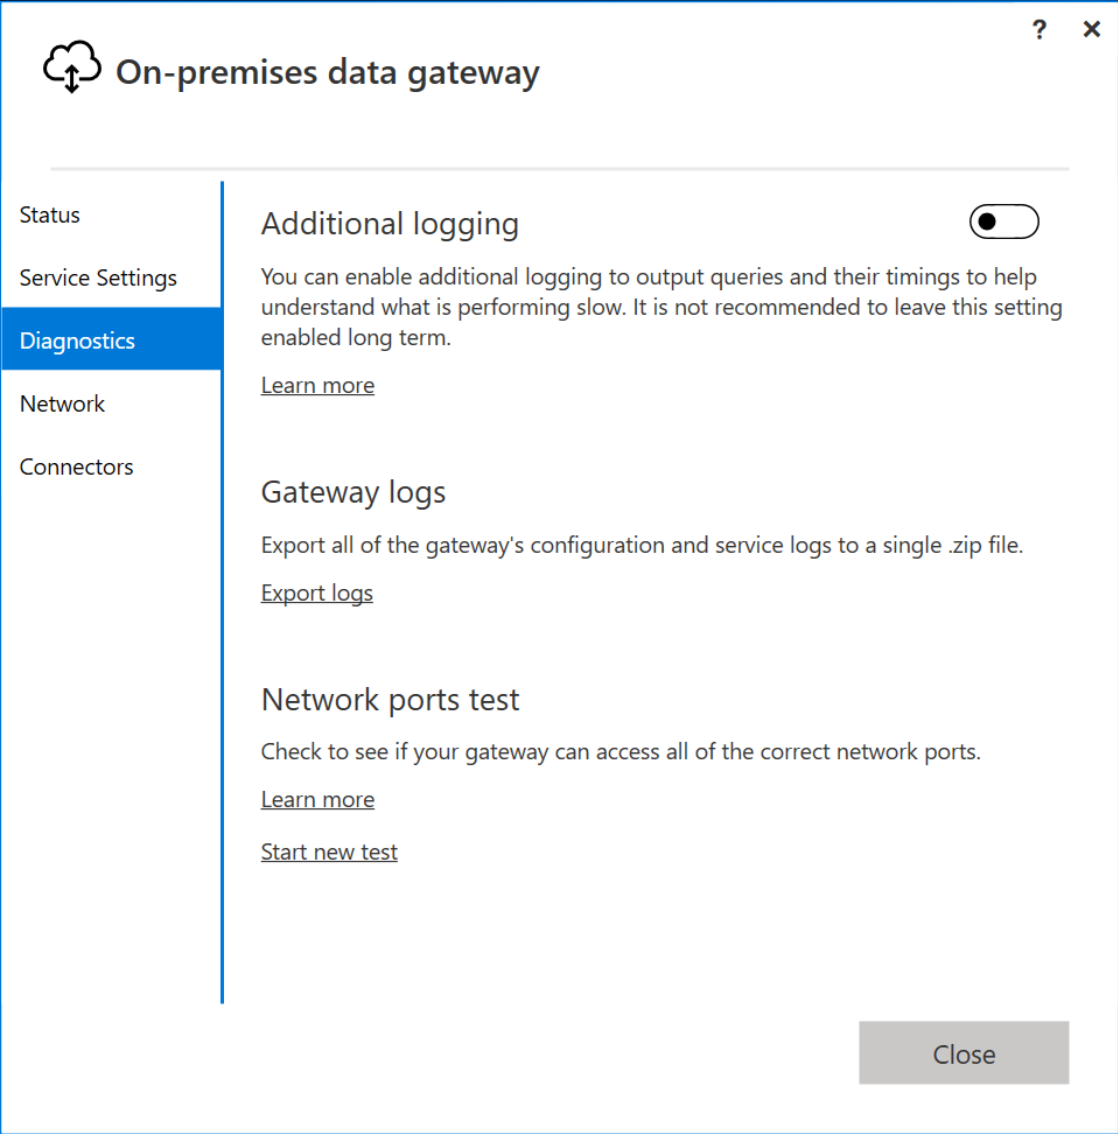 ? ×
On-premises data gateway
Status
Service Settings
Diagnostics
Network
Connectors
Additional logging
You can enable additional logging to output queries and their timings to help
understand what is performing slow. It is not recommended to leave this setting
enabled long term.
Learn more
Gateway logs
Export all of the gateway's configuration and service logs to a single .zip file.
Export logs
Network ports test
Check to see if your gateway can access all of the correct network ports.
Learn more
Start new test
Close